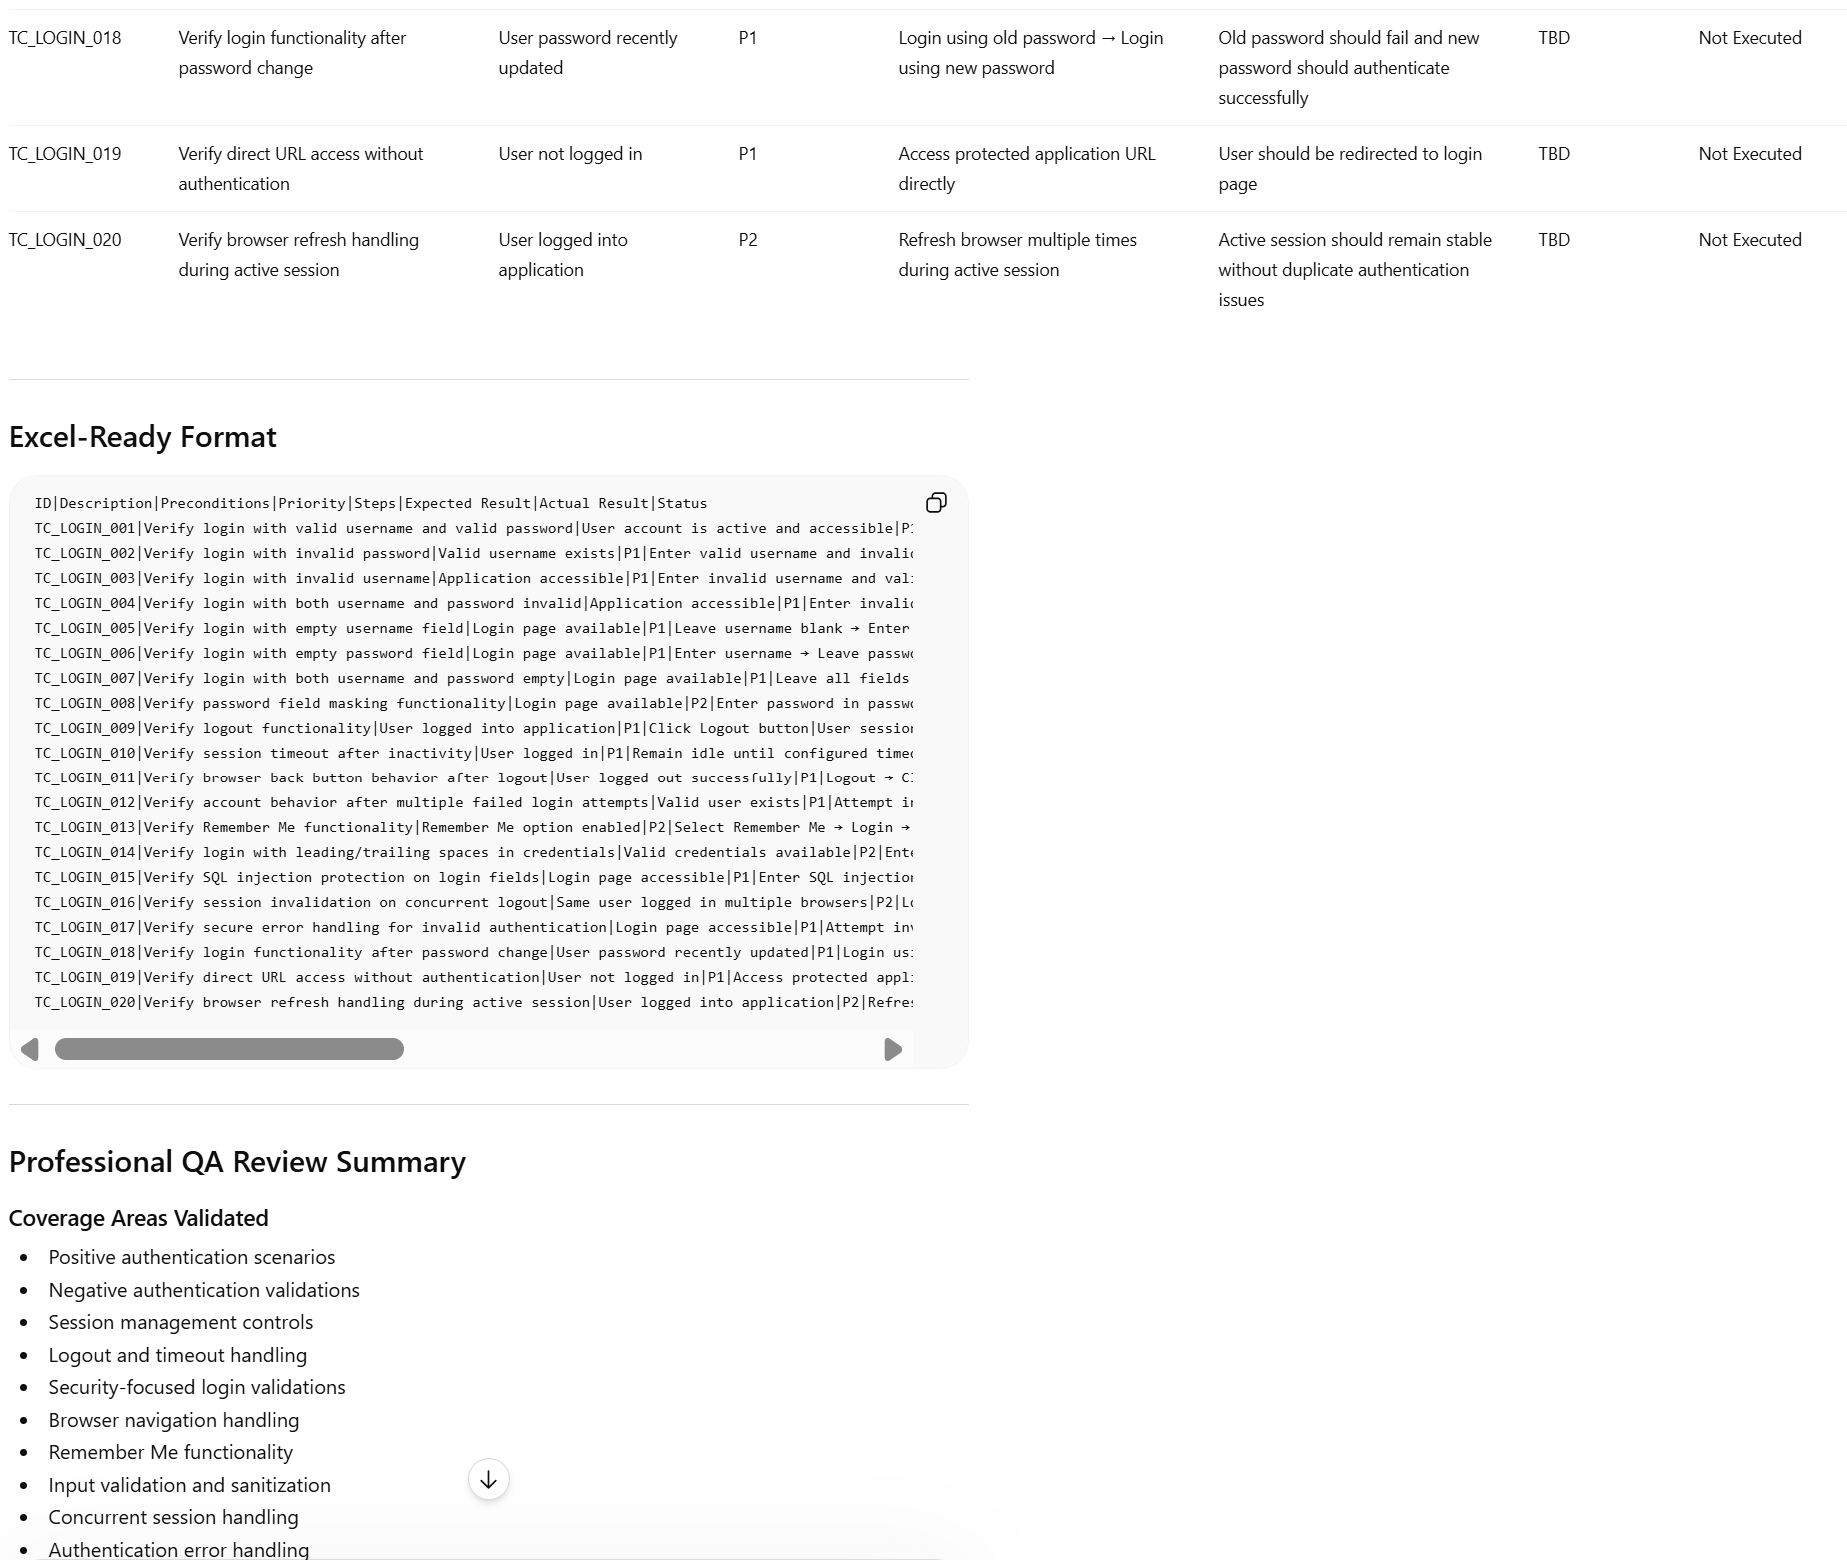 TC_LOGIN_018 Verify login functionality after password change User password recently updated P1 Login using old password → Login using new password Old password should fail and new password should authenticate successfully TBD Not Executed
TC_LOGIN_019 Verify direct URL access without authentication User not logged in P1 Access protected application URL directly User should be redirected to login page TBD Not Executed
TC_LOGIN_020 Verify browser refresh handling during active session User logged into application P2 Refresh browser multiple times during active session Active session should remain stable without duplicate authentication issues TBD Not Executed
Excel-Ready Format
ID|Description|Preconditions|Priority|Steps|Expected Result|Actual Result|Status
TC_LOGIN_001|Verify login with valid username and valid password|User account is active and accessible|P1
TC_LOGIN_002|Verify login with invalid password|Valid username exists|P1|Enter valid username and invalid
TC_LOGIN_003|Verify login with invalid username|Application accessible|P1|Enter invalid username and
TC_LOGIN_004|Verify login with both username and password invalid|Application accessible|P1|Enter invalid
TC_LOGIN_005|Verify login with empty username field|Login page available|P1|Leave username blank → Enter
TC_LOGIN_006|Verify login with empty password field|Login page available|P1|Enter username → Leave
TC_LOGIN_007|Verify login with both username and password empty|Login page available|P1|Leave all fields
TC_LOGIN_008|Verify password field masking functionality|Login page available|P2|Enter password in
TC_LOGIN_009|Verify logout functionality|User logged into application|P1|Click Logout button|User session
TC_LOGIN_010|Verify session timeout after inactivity|User logged in|P1|Remain idle until configured
TC_LOGIN_011|Verify browser back button behavior after logout|User logged out successfully|P1|Logout →
TC_LOGIN_012|Verify account behavior after multiple failed login attempts|Valid user exists|P1|Attempt
TC_LOGIN_013|Verify Remember Me functionality|Remember Me option enabled|P2|Select Remember Me → Login →
TC_LOGIN_014|Verify login with leading/trailing spaces in credentials|Valid credentials available|P2|
TC_LOGIN_015|Verify SQL injection protection on login fields|Login page accessible|P1|Enter SQL injection
TC_LOGIN_016|Verify session invalidation on concurrent logout|Same user logged in multiple browsers|P2|
TC_LOGIN_017|Verify secure error handling for invalid authentication|Login page accessible|P1|Attempt
TC_LOGIN_018|Verify login functionality after password change|User password recently updated|P1|Login
TC_LOGIN_019|Verify direct URL access without authentication|User not logged in|P1|Access protected
TC_LOGIN_020|Verify browser refresh handling during active session|User logged into application|P2|
Professional QA Review Summary
Coverage Areas Validated
• Positive authentication scenarios
• Negative authentication validations
• Session management controls
• Logout and timeout handling
• Security-focused login validations
• Browser navigation handling
• Remember Me functionality
• Input validation and sanitization
• Concurrent session handling
• Authentication error handling